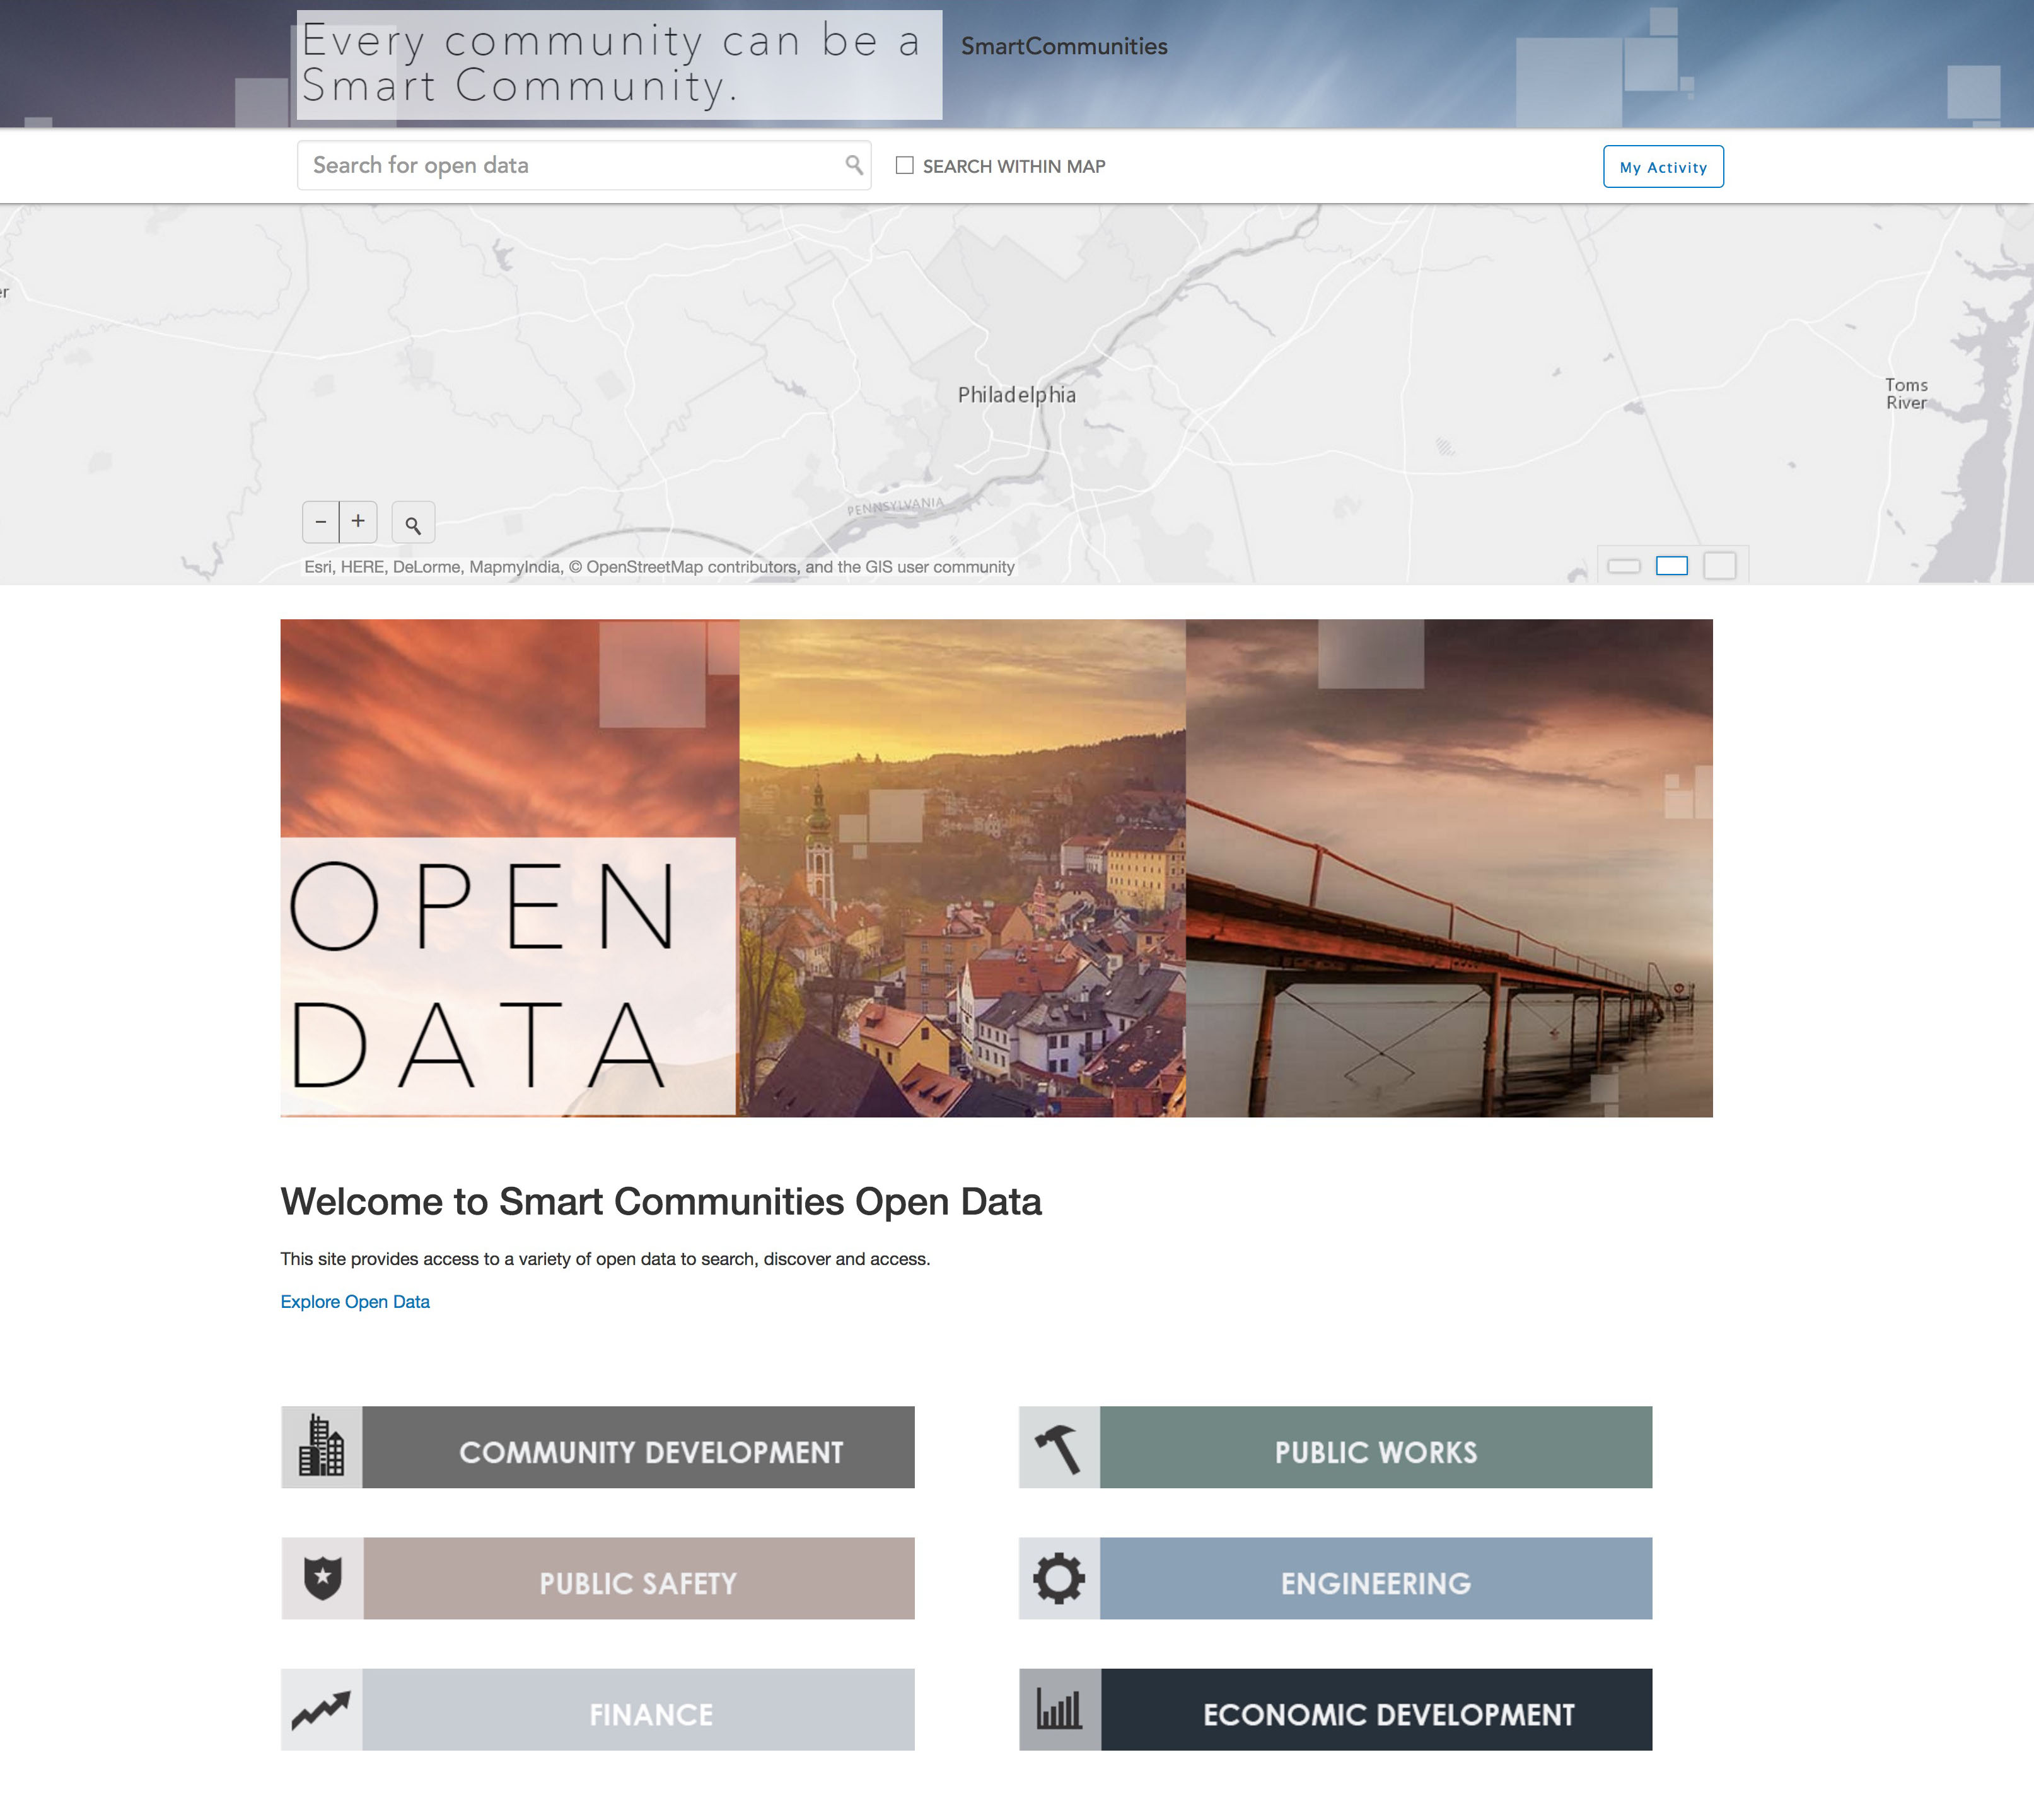 Every community can be a
Smart Community.
SmartCommunities
Search for open data
SEARCH WITHIN MAP
My Activity
er
Philadelphia
Toms
River
PENNSYLVANIA
− +
Esri, HERE, DeLorme, MapmyIndia, © OpenStreetMap contributors, and the GIS user community
OPEN
DATA
Welcome to Smart Communities Open Data
This site provides access to a variety of open data to search, discover and access.
Explore Open Data
COMMUNITY DEVELOPMENT
PUBLIC WORKS
PUBLIC SAFETY
ENGINEERING
FINANCE
ECONOMIC DEVELOPMENT